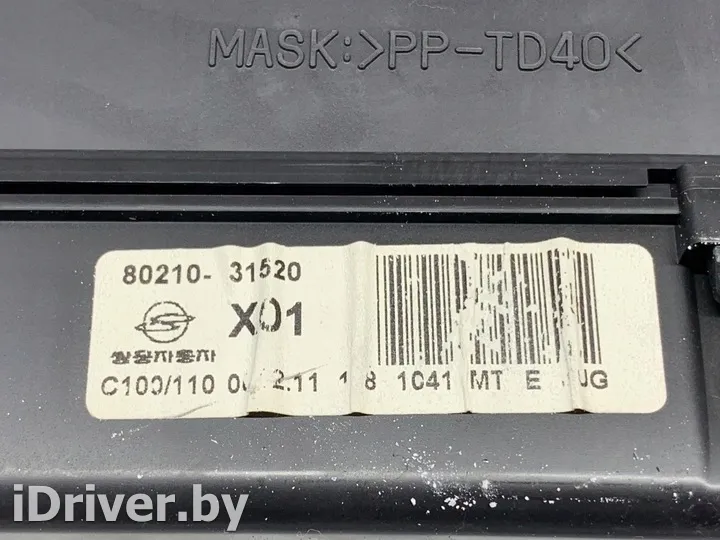 MASK:>PP-TD40<
80210- 31520
X01
쌍용자동차
C100/110 1041 MT E
iDriver.by